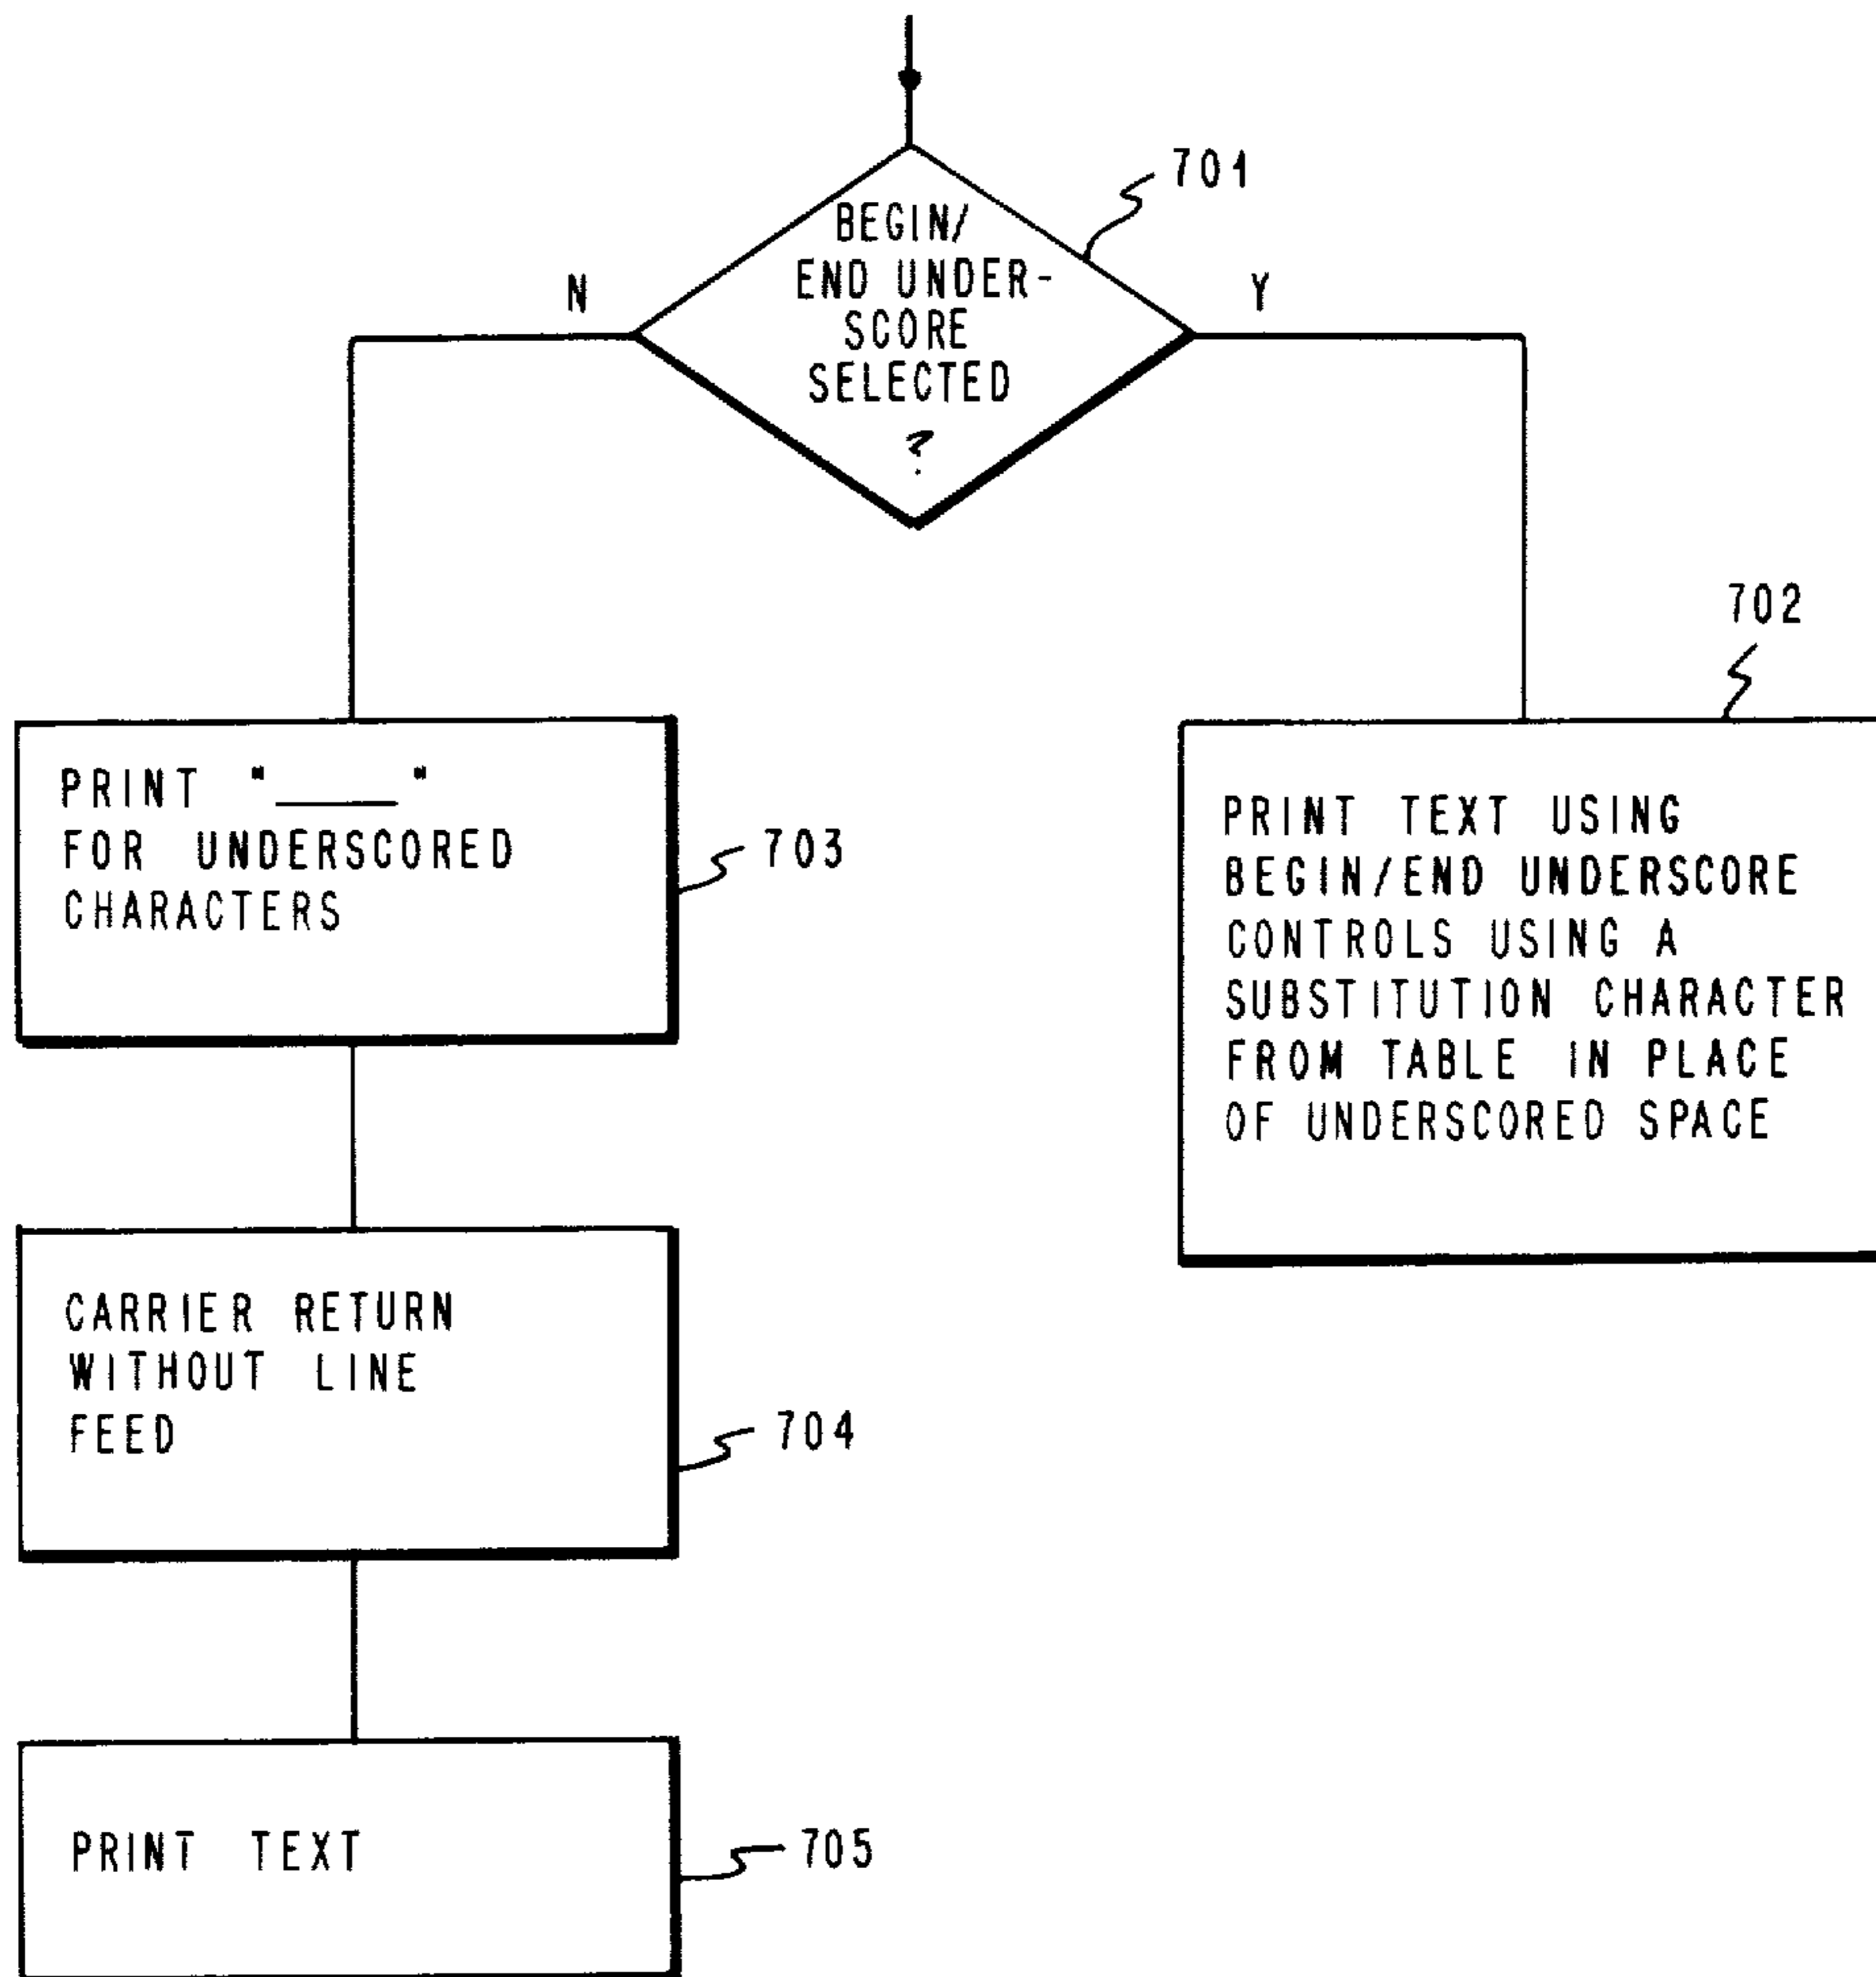 701
BEGIN/
END UNDER-
SCORE
SELECTED
?
N
Y
702
PRINT "_____"
FOR UNDERSCORED
CHARACTERS
703
PRINT TEXT USING
BEGIN/END UNDERSCORE
CONTROLS USING A
SUBSTITUTION CHARACTER
FROM TABLE IN PLACE
OF UNDERSCORED SPACE
CARRIER RETURN
WITHOUT LINE
FEED
704
PRINT TEXT
705